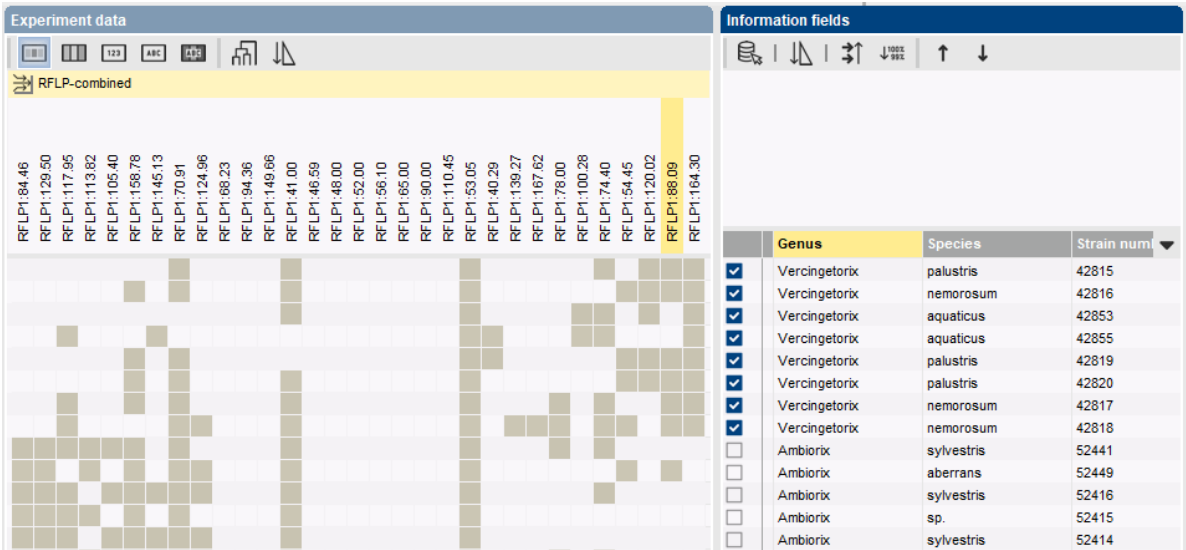 Experiment data
123
ABC
RFLP-combined
RFLP1:84.46
RFLP1:129.50
RFLP1:117.95
RFLP1:113.82
RFLP1:105.40
RFLP1:158.78
RFLP1:145.13
RFLP1:70.91
RFLP1:124.96
RFLP1:68.23
RFLP1:94.36
RFLP1:149.66
RFLP1:41.00
RFLP1:46.59
RFLP1:48.00
RFLP1:52.00
RFLP1:56.10
RFLP1:65.00
RFLP1:90.00
RFLP1:110.45
RFLP1:53.05
RFLP1:40.29
RFLP1:139.27
RFLP1:167.62
RFLP1:78.00
RFLP1:100.28
RFLP1:74.40
RFLP1:54.45
RFLP1:120.02
RFLP1:88.09
RFLP1:164.30
Information fields
Genus Species Strain num
Vercingetorix palustris 42815
Vercingetorix nemorosum 42816
Vercingetorix aquaticus 42853
Vercingetorix aquaticus 42855
Vercingetorix palustris 42819
Vercingetorix palustris 42820
Vercingetorix nemorosum 42817
Vercingetorix nemorosum 42818
Ambiorix sylvestris 52441
Ambiorix aberrans 52449
Ambiorix sylvestris 52416
Ambiorix sp. 52415
Ambiorix sylvestris 52414